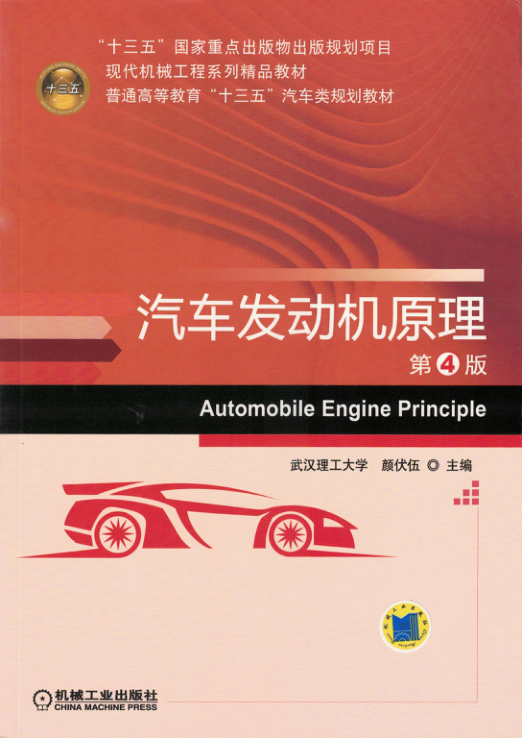 “十三五”国家重点出版物出版规划项目
现代机械工程系列精品教材
普通高等教育“十三五”汽车类规划教材
十三五
汽车发动机原理
第4版
Automobile Engine Principle
武汉理工大学 颜伏伍 ◎ 主编
机械工业出版社
CHINA MACHINE PRESS